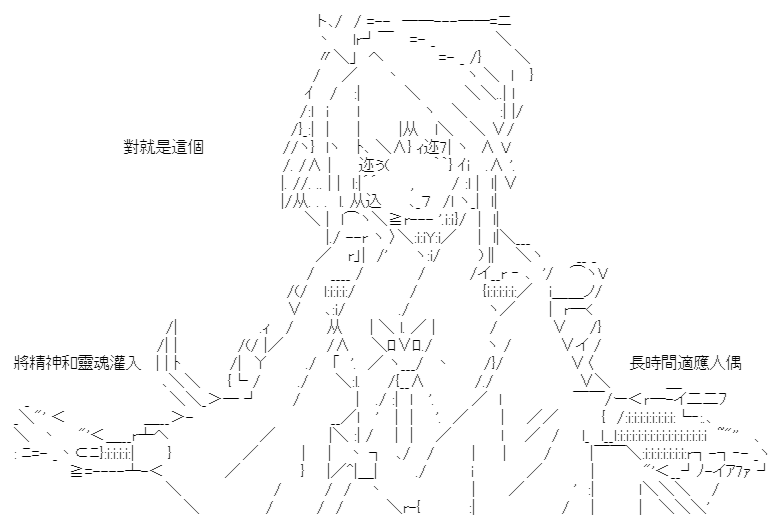 對就是這個
將精神和靈魂灌入
長時間適應人偶